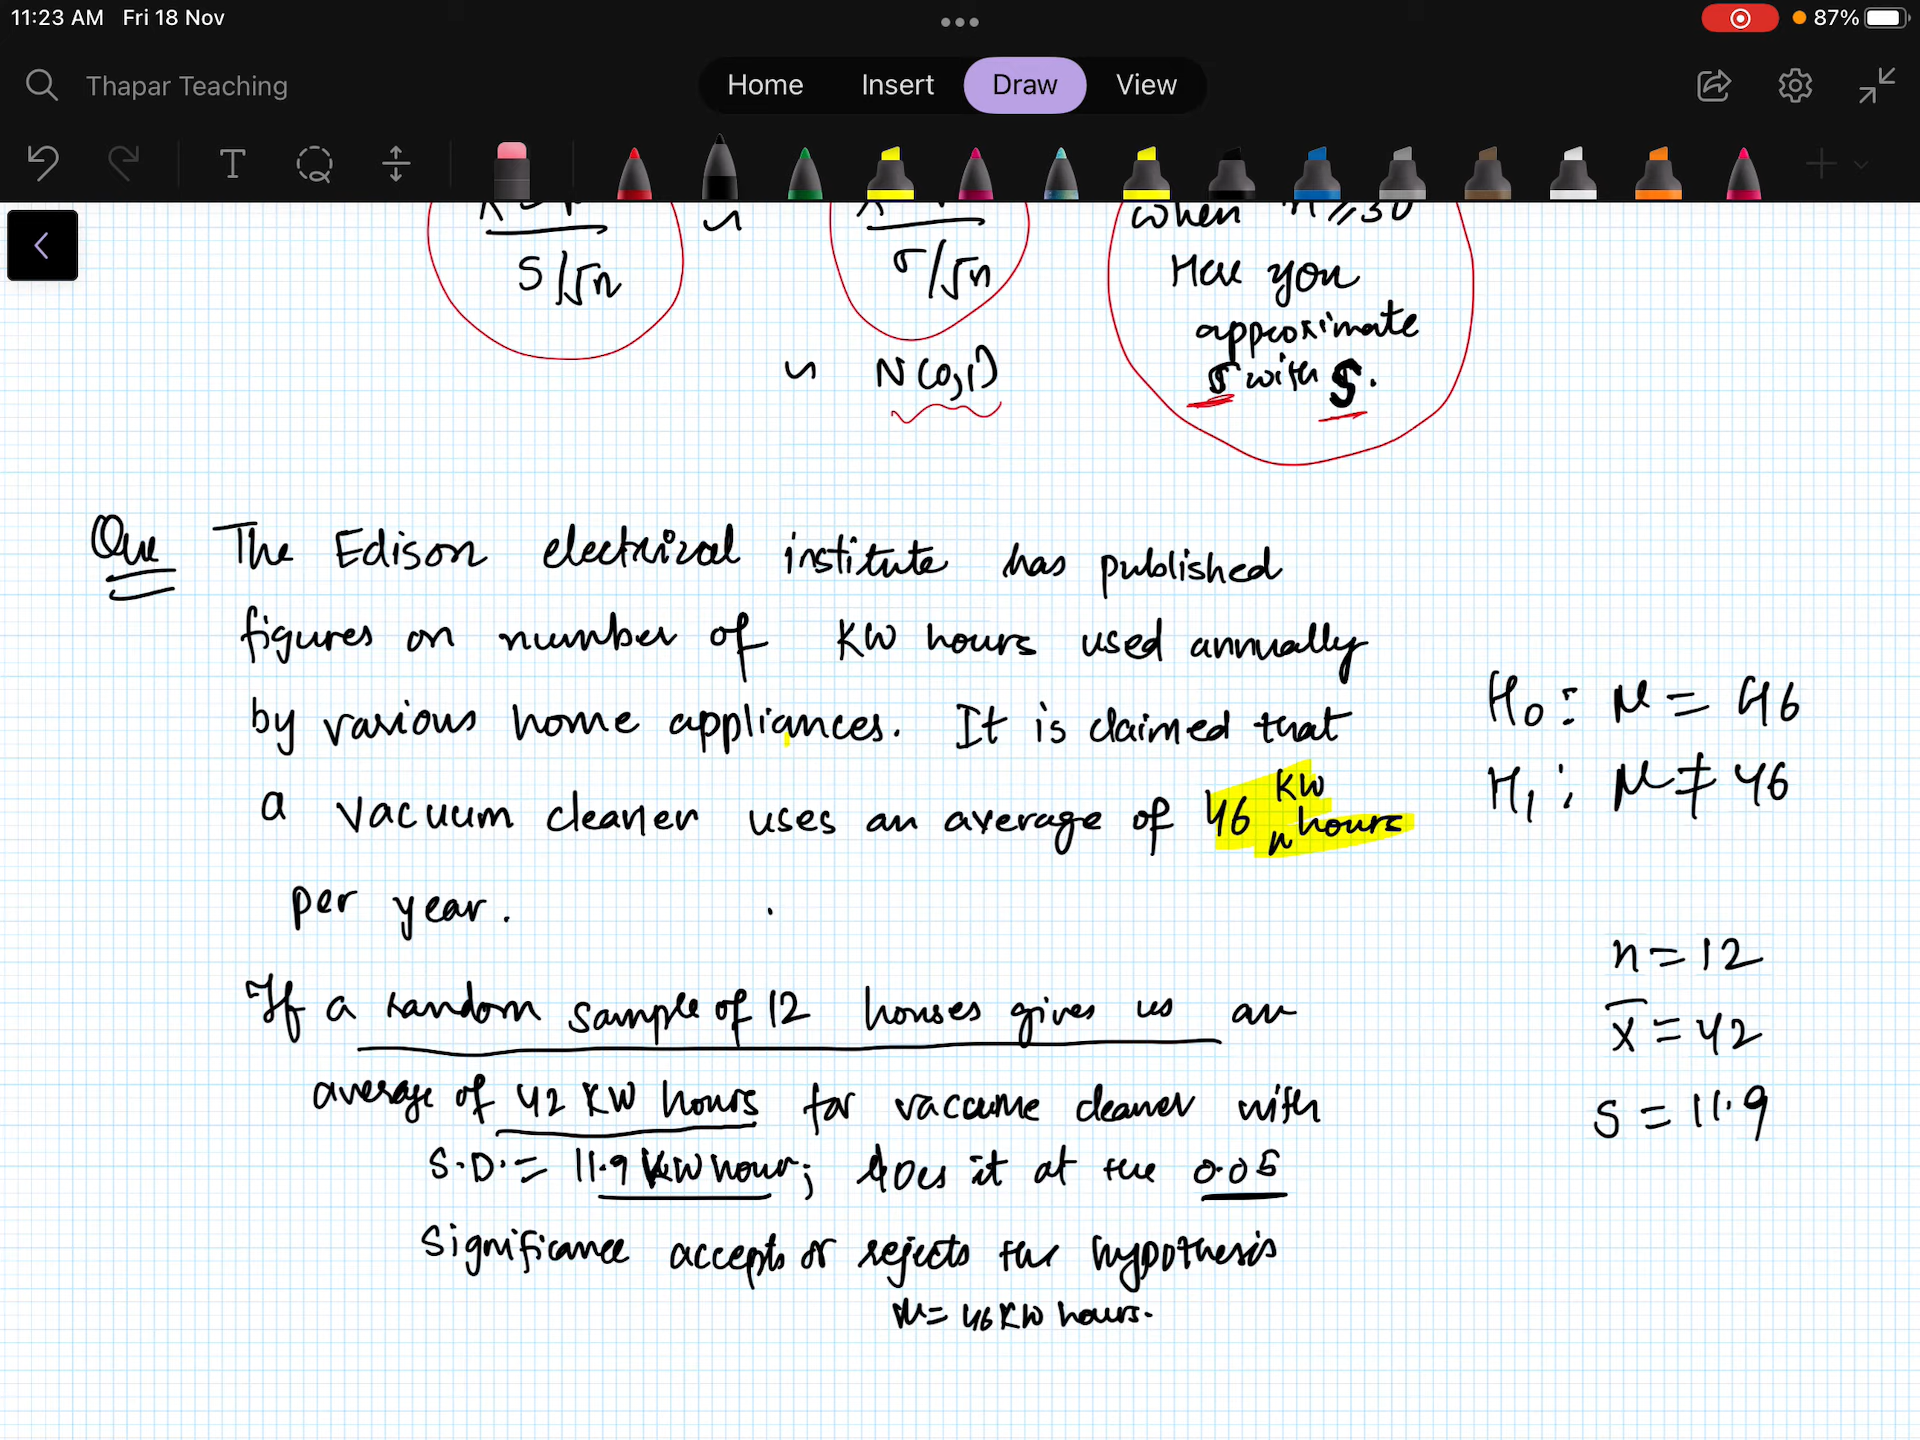 11:23 AM Fri 18 Nov
87%
Thapar Teaching
Home Insert Draw View
T
S/√n
σ/√n
~ N(0,1)
when n ≥ 30
Here you
approximate
with S.
Que The Edison electrical institute has published
figures on number of KW hours used annually
by various home appliances. It is claimed that
a vacuum cleaner uses an average of 46 KW hours
per year.
If a random sample of 12 houses gives us an
average of 42 KW hours for vaccume cleaner with
S.D. = 11.9 KW hour; does it at the 0.05
Significance accepts or rejects the hypothesis
μ = 46 KW hours.
H₀: μ = 46
H₁: μ ≠ 46
n = 12
x̄ = 42
S = 11.9